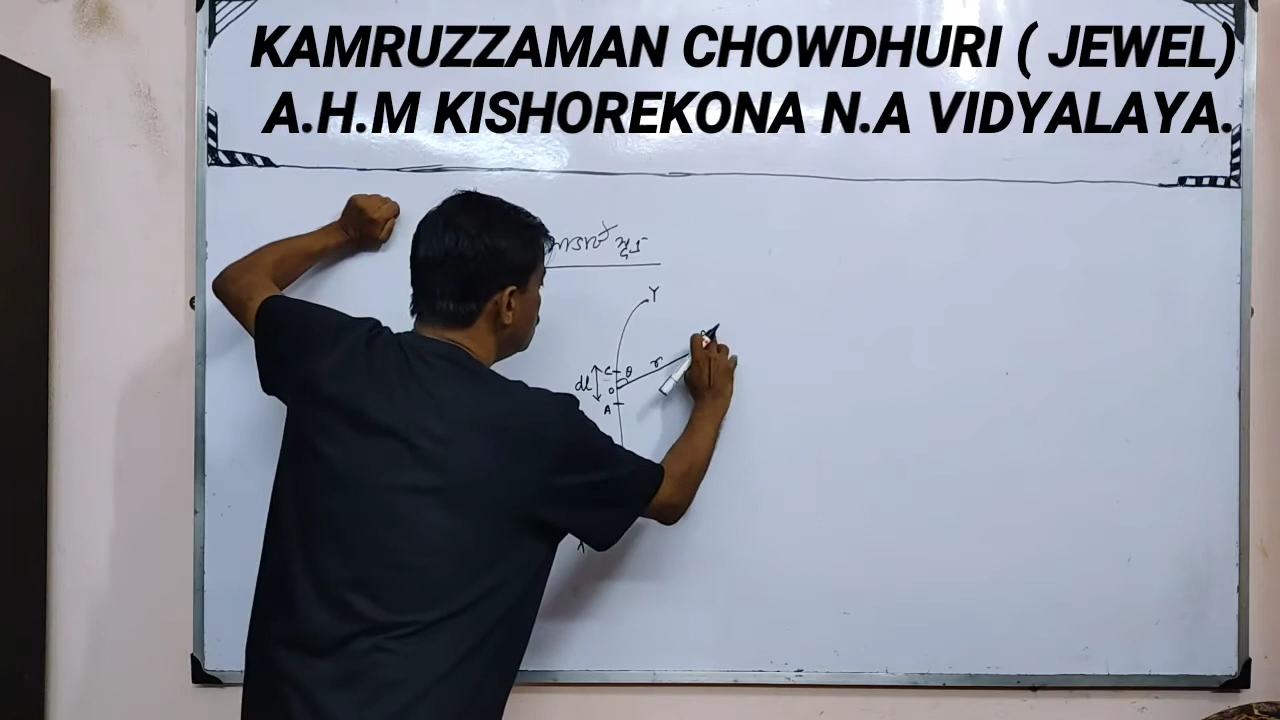 KAMRUZZAMAN CHOWDHURI ( JEWEL)
A.H.M KISHOREKONA N.A VIDYALAYA.
সূত্র
Y
r
C θ
dl
O
A